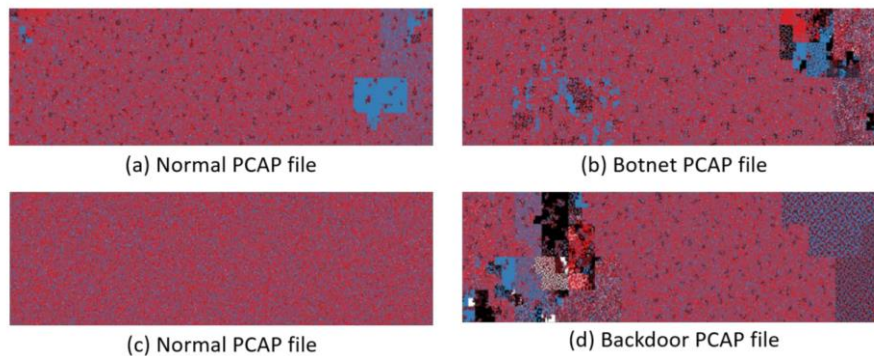 (a) Normal PCAP file
(b) Botnet PCAP file
(c) Normal PCAP file
(d) Backdoor PCAP file